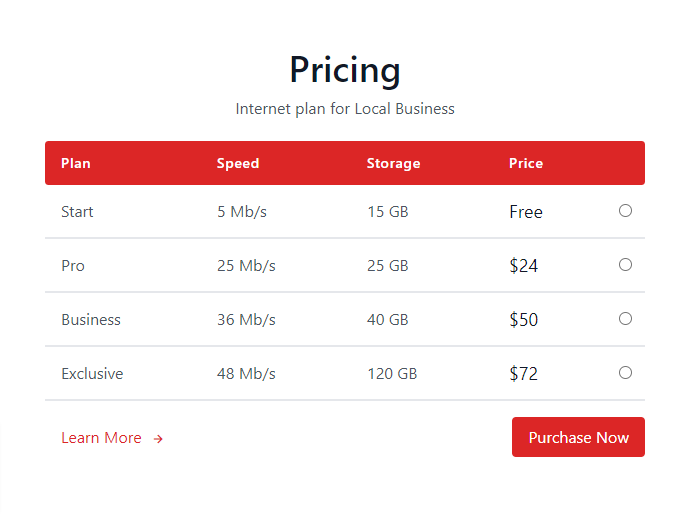 Pricing
Internet plan for Local Business
Plan Speed Storage Price
Start 5 Mb/s 15 GB Free
Pro 25 Mb/s 25 GB $24
Business 36 Mb/s 40 GB $50
Exclusive 48 Mb/s 120 GB $72
Learn More → Purchase Now